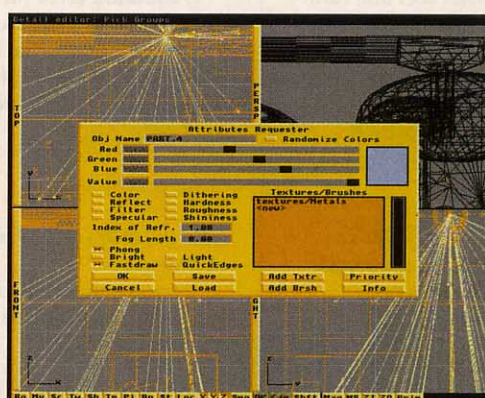 Detail editor: Pick Groups
TOP
PERSP
Attributes Requester
Obj Name PART.4
Randomize Colors
Red
Green
Blue
Value
Textures/Brushes
Color
Dithering
textures/Metals
Reflect
Hardness
<new>
Filter
Roughness
Specular
Shininess
Index of Refr. 1.00
Fog Length 0.00
Phong
Bright
Light
Fastdraw
QuickEdges
OK
Save
Add Txtr
Priority
Cancel
Load
Add Brsh
Info
FRONT
GHT
Z
X
Z
Y